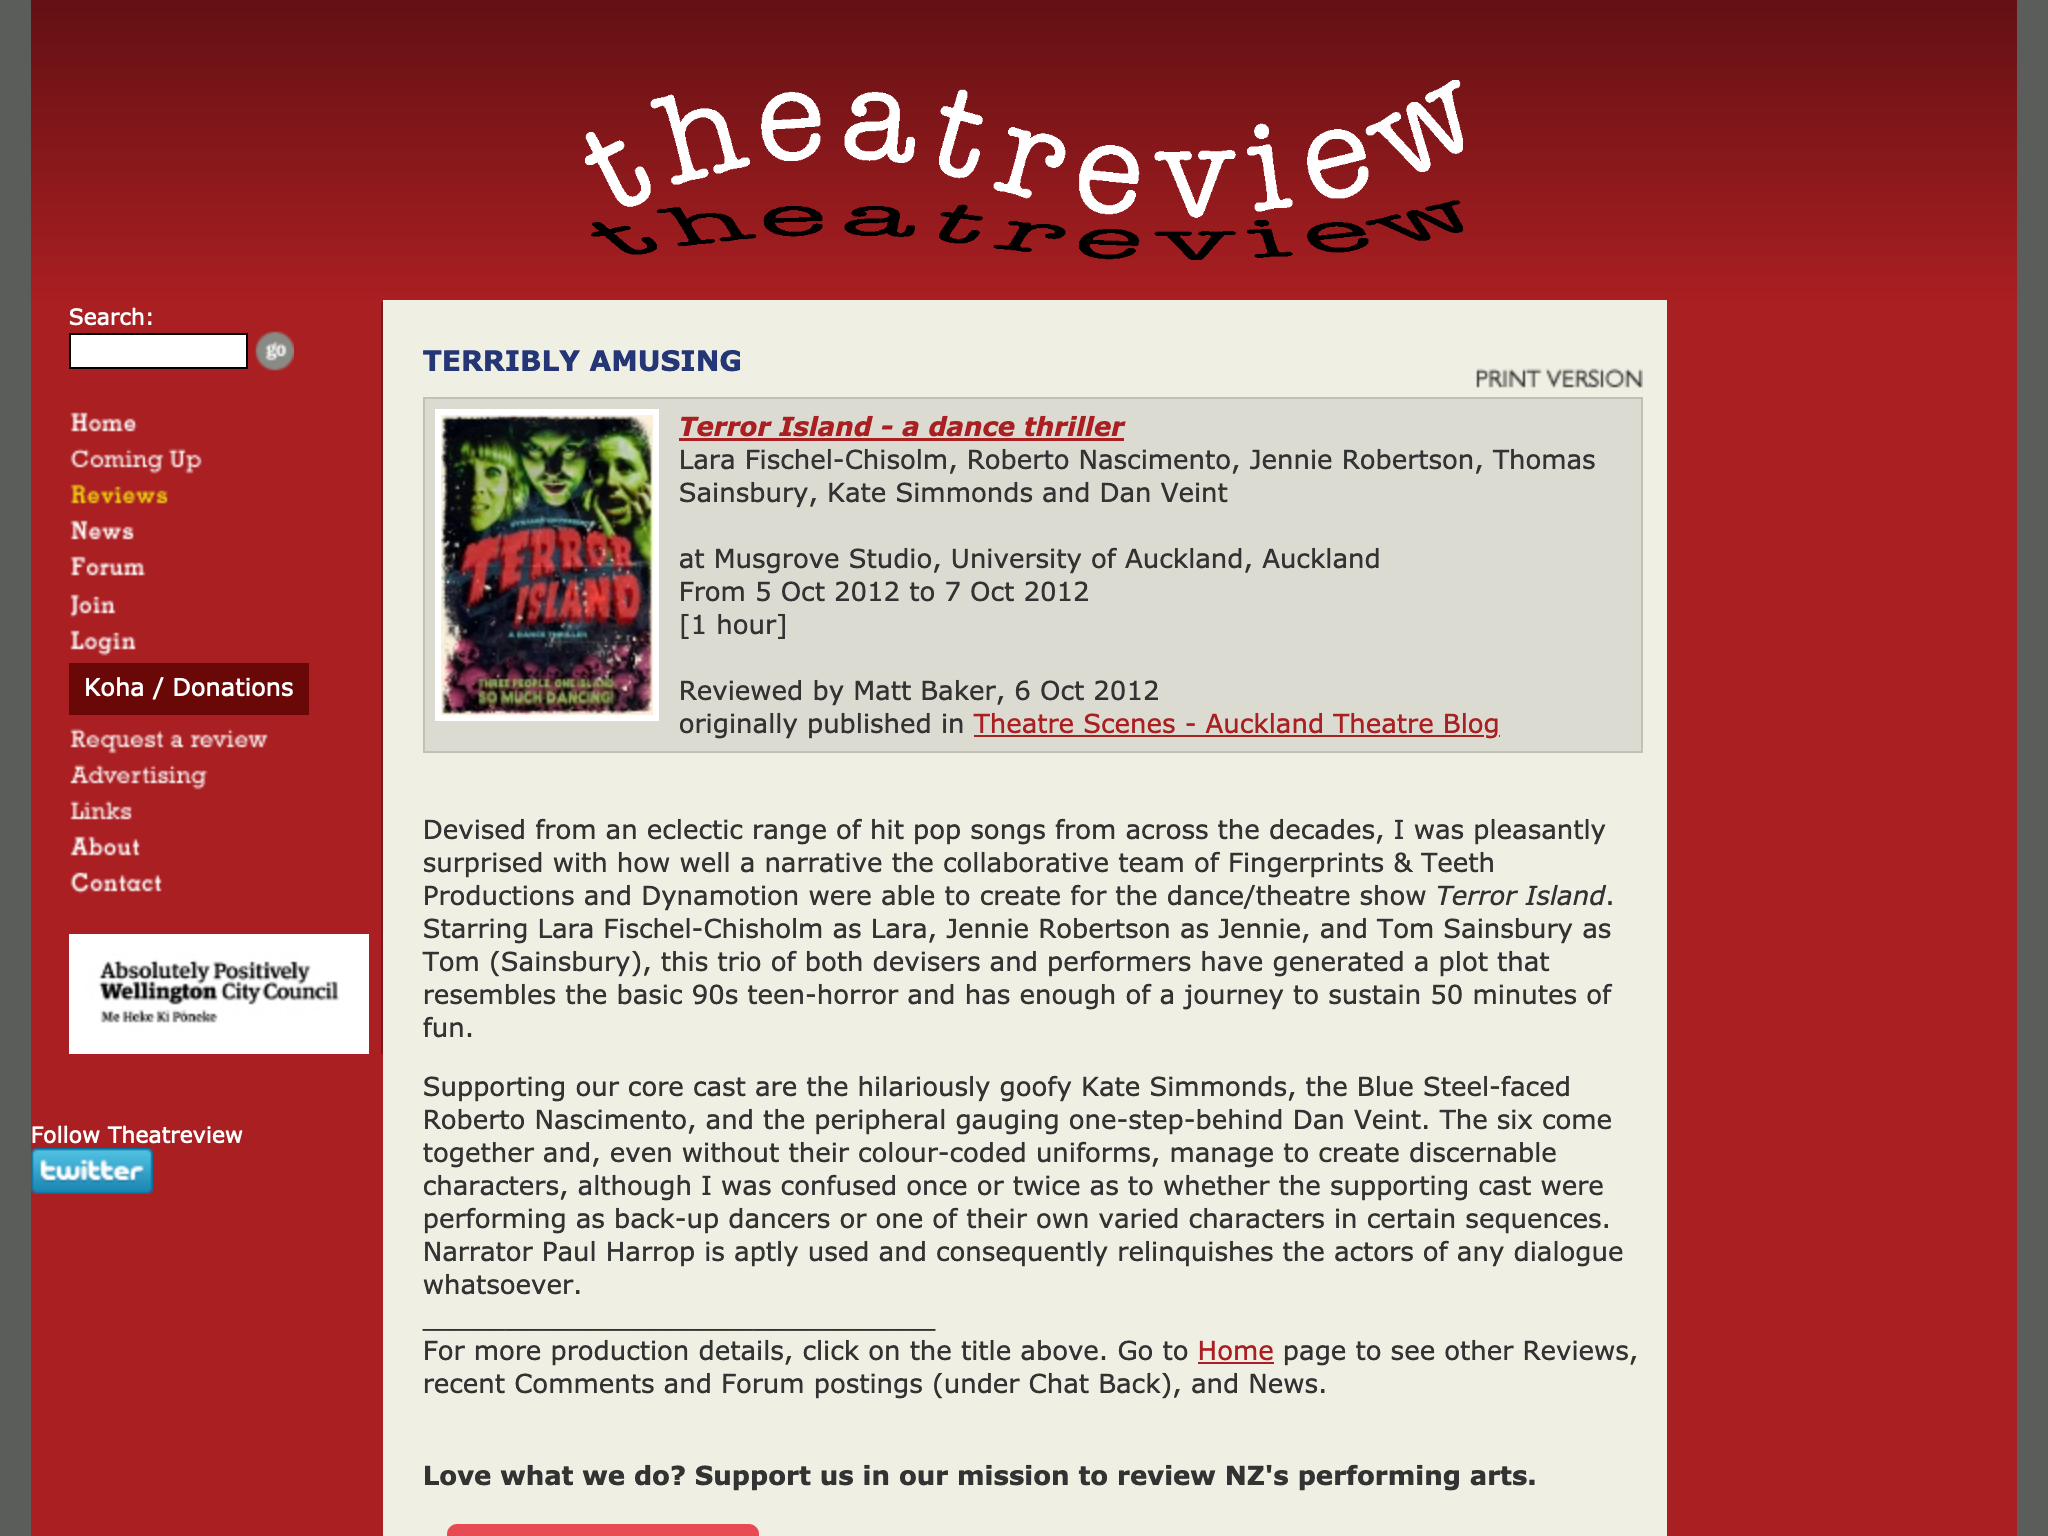 theatreview
theatreview
Search:
go
Home
Coming Up
Reviews
News
Forum
Join
Login
Koha / Donations
Request a review
Advertising
Links
About
Contact
Absolutely Positively
Wellington City Council
Me Heke Ki Pōneke
Follow Theatreview
twitter
TERRIBLY AMUSING
PRINT VERSION
TERROR
ISLAND
A DANCE THRILLER
THREE PEOPLE. ONE ISLAND.
SO MUCH DANCING!
Terror Island - a dance thriller
Lara Fischel-Chisolm, Roberto Nascimento, Jennie Robertson, Thomas
Sainsbury, Kate Simmonds and Dan Veint
at Musgrove Studio, University of Auckland, Auckland
From 5 Oct 2012 to 7 Oct 2012
[1 hour]
Reviewed by Matt Baker, 6 Oct 2012
originally published in Theatre Scenes - Auckland Theatre Blog
Devised from an eclectic range of hit pop songs from across the decades, I was pleasantly
surprised with how well a narrative the collaborative team of Fingerprints & Teeth
Productions and Dynamotion were able to create for the dance/theatre show Terror Island.
Starring Lara Fischel-Chisholm as Lara, Jennie Robertson as Jennie, and Tom Sainsbury as
Tom (Sainsbury), this trio of both devisers and performers have generated a plot that
resembles the basic 90s teen-horror and has enough of a journey to sustain 50 minutes of
fun.
Supporting our core cast are the hilariously goofy Kate Simmonds, the Blue Steel-faced
Roberto Nascimento, and the peripheral gauging one-step-behind Dan Veint. The six come
together and, even without their colour-coded uniforms, manage to create discernable
characters, although I was confused once or twice as to whether the supporting cast were
performing as back-up dancers or one of their own varied characters in certain sequences.
Narrator Paul Harrop is aptly used and consequently relinquishes the actors of any dialogue
whatsoever.
For more production details, click on the title above. Go to Home page to see other Reviews,
recent Comments and Forum postings (under Chat Back), and News.
Love what we do? Support us in our mission to review NZ's performing arts.